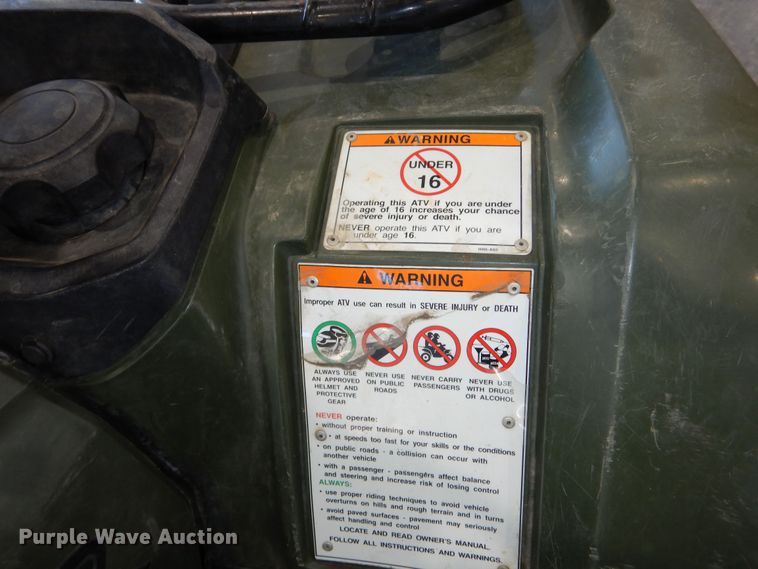 WARNING
UNDER
16
Operating this ATV if you are under
the age of 16 increases your chance
of severe injury or death.
NEVER operate this ATV if you are
under age 16.
WARNING
Improper ATV use can result in SEVERE INJURY or DEATH
ALWAYS USE
AN APPROVED
HELMET AND
PROTECTIVE
GEAR
NEVER USE
ON PUBLIC
ROADS
NEVER CARRY
PASSENGERS
NEVER USE
WITH DRUGS
OR ALCOHOL
NEVER operate:
• without proper training or instruction
• at speeds too fast for your skills or the conditions
• on public roads - a collision can occur with
another vehicle
• with a passenger - passengers affect balance
and steering and increase risk of losing control
ALWAYS:
• use proper riding techniques to avoid vehicle
overturns on hills and rough terrain and in turns
• avoid paved surfaces - pavement may seriously
affect handling and control
LOCATE AND READ OWNER'S MANUAL.
FOLLOW ALL INSTRUCTIONS AND WARNINGS.
Purple Wave Auction